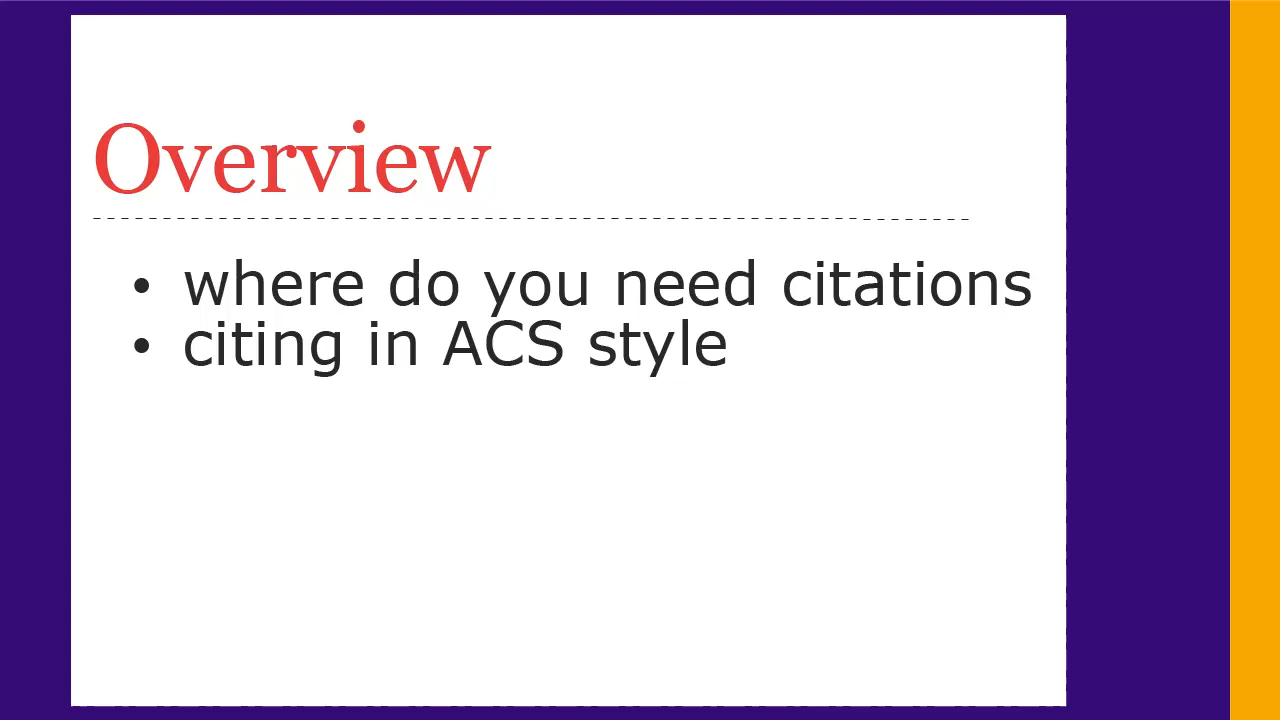 Overview
• where do you need citations
• citing in ACS style